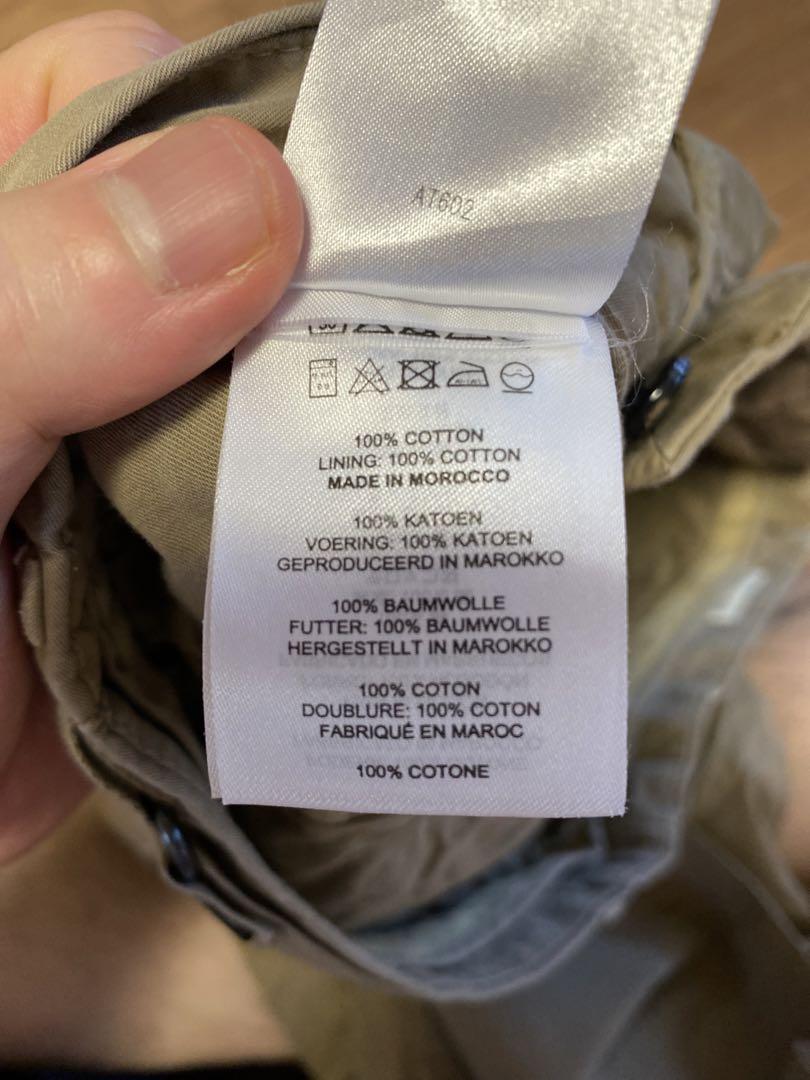 AT602
100% COTTON
LINING: 100% COTTON
MADE IN MOROCCO
100% KATOEN
VOERING: 100% KATOEN
GEPRODUCEERD IN MAROKKO
100% BAUMWOLLE
FUTTER: 100% BAUMWOLLE
HERGESTELLT IN MAROKKO
100% COTON
DOUBLURE: 100% COTON
FABRIQUÉ EN MAROC
100% COTONE